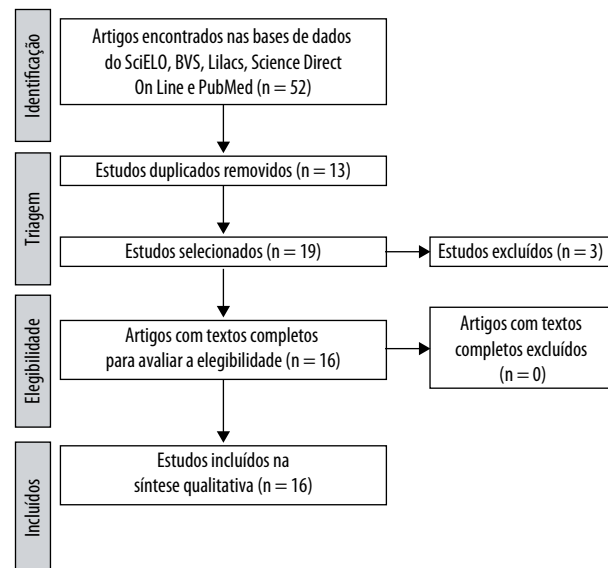 Identificação
Artigos encontrados nas bases de dados
do SciELO, BVS, Lilacs, Science Direct
On Line e PubMed (n = 52)
Triagem
Estudos duplicados removidos (n = 13)
Estudos selecionados (n = 19)
Estudos excluídos (n = 3)
Elegibilidade
Artigos com textos completos
para avaliar a elegibilidade (n = 16)
Artigos com textos
completos excluídos
(n = 0)
Incluídos
Estudos incluídos na
síntese qualitativa (n = 16)